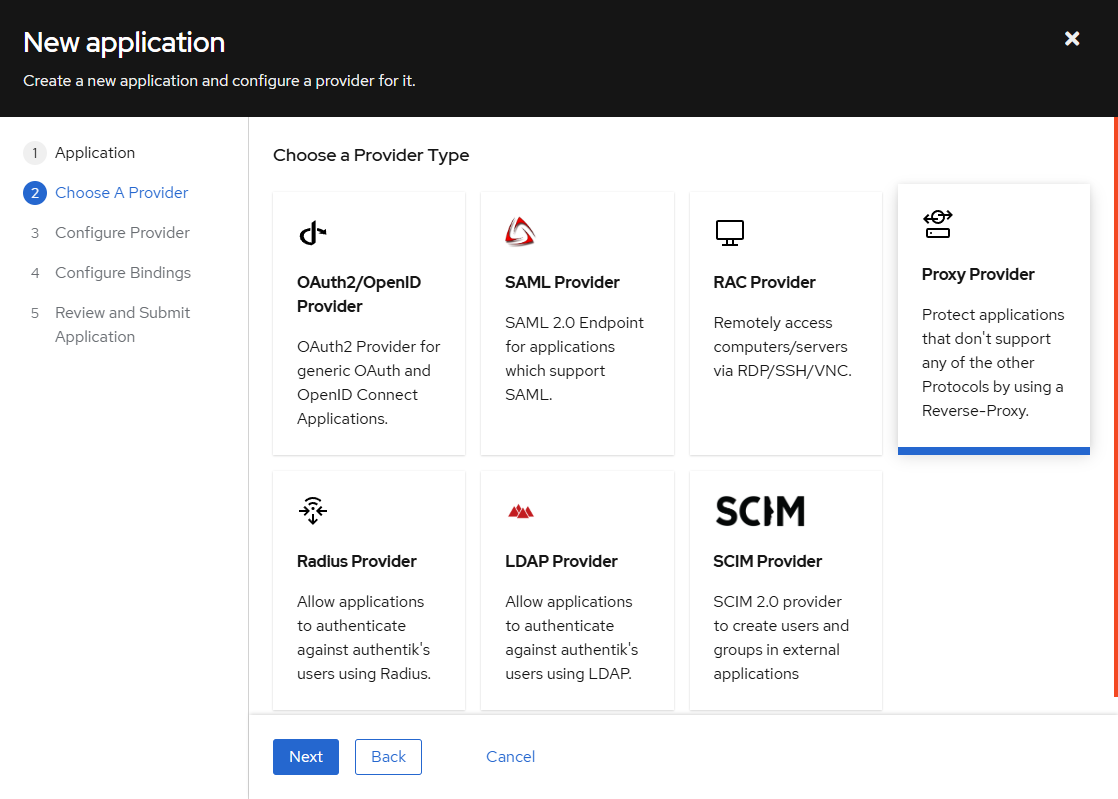 New application
Create a new application and configure a provider for it.
1 Application
2 Choose A Provider
3 Configure Provider
4 Configure Bindings
5 Review and Submit
Application
Choose a Provider Type
OAuth2/OpenID
Provider
OAuth2 Provider for
generic OAuth and
OpenID Connect
Applications.
SAML Provider
SAML 2.0 Endpoint
for applications
which support
SAML.
RAC Provider
Remotely access
computers/servers
via RDP/SSH/VNC.
Proxy Provider
Protect applications
that don't support
any of the other
Protocols by using a
Reverse-Proxy.
Radius Provider
Allow applications
to authenticate
against authentik's
users using Radius.
LDAP Provider
Allow applications
to authenticate
against authentik's
users using LDAP.
SCIM
SCIM Provider
SCIM 2.0 provider
to create users and
groups in external
applications
Next Back Cancel